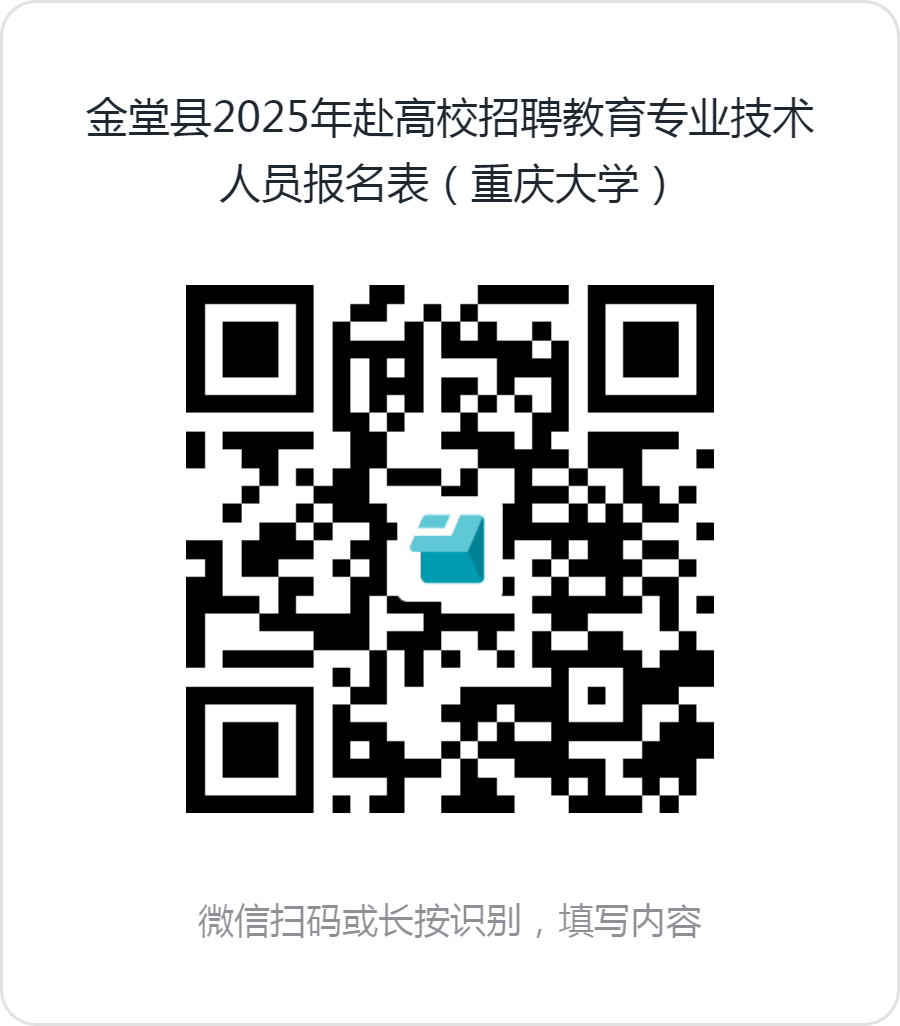 金堂县2025年赴高校招聘教育专业技术
人员报名表（重庆大学）
微信扫码或长按识别，填写内容